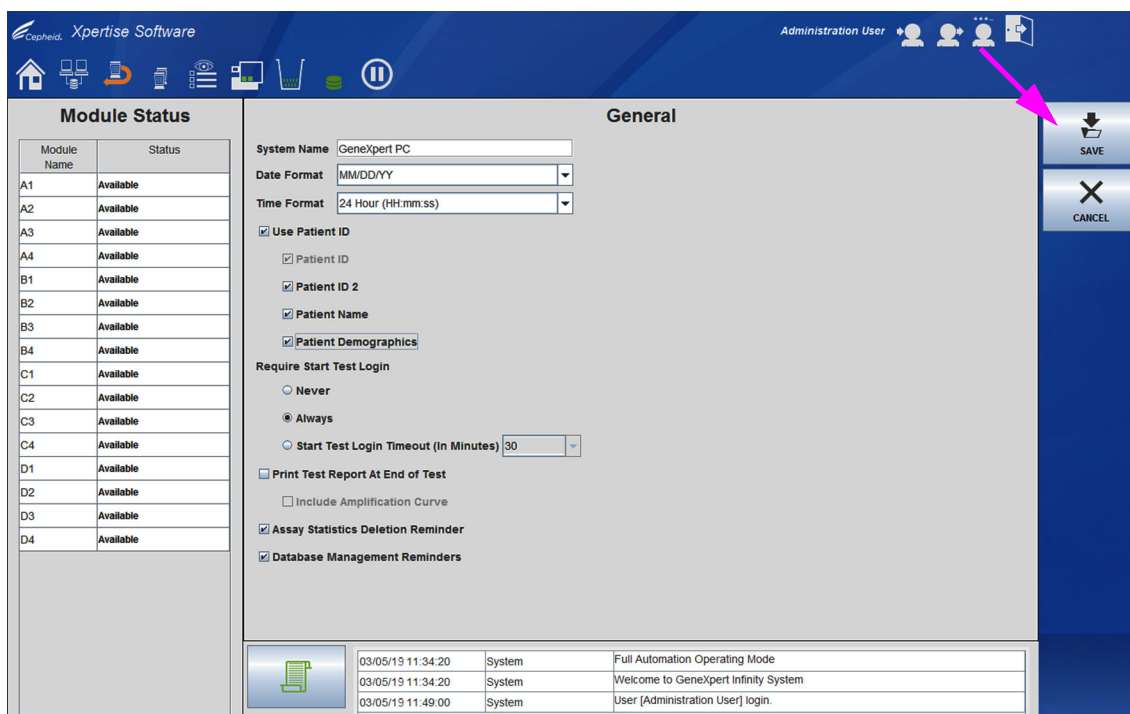 Cepheid. Xpertise Software
Administration User
Module Status
General
Module Name
Status
A1 Available
A2 Available
A3 Available
A4 Available
B1 Available
B2 Available
B3 Available
B4 Available
C1 Available
C2 Available
C3 Available
C4 Available
D1 Available
D2 Available
D3 Available
D4 Available
System Name GeneXpert PC
Date Format MM/DD/YY
Time Format 24 Hour (HH:mm:ss)
Use Patient ID
Patient ID
Patient ID 2
Patient Name
Patient Demographics
Require Start Test Login
Never
Always
Start Test Login Timeout (In Minutes) 30
Print Test Report At End of Test
Include Amplification Curve
Assay Statistics Deletion Reminder
Database Management Reminders
SAVE
CANCEL
03/05/19 11:34:20 System Full Automation Operating Mode
03/05/19 11:34:20 System Welcome to GeneXpert Infinity System
03/05/19 11:49:00 System User [Administration User] login.